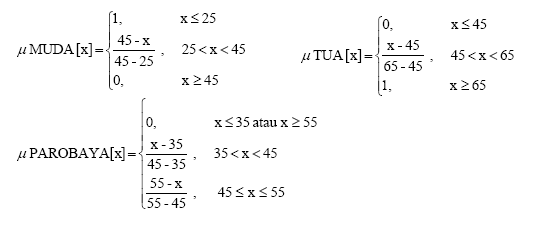 μ MUDA[x] = { 1, x ≤ 25
45 - x / 45 - 25 , 25 < x < 45
0, x ≥ 45
μ TUA[x] = { 0, x ≤ 45
x - 45 / 65 - 45 , 45 < x < 65
1, x ≥ 65
μ PAROBAYA[x] = { 0, x ≤ 35 atau x ≥ 55
x - 35 / 45 - 35 , 35 < x < 45
55 - x / 55 - 45 , 45 ≤ x ≤ 55